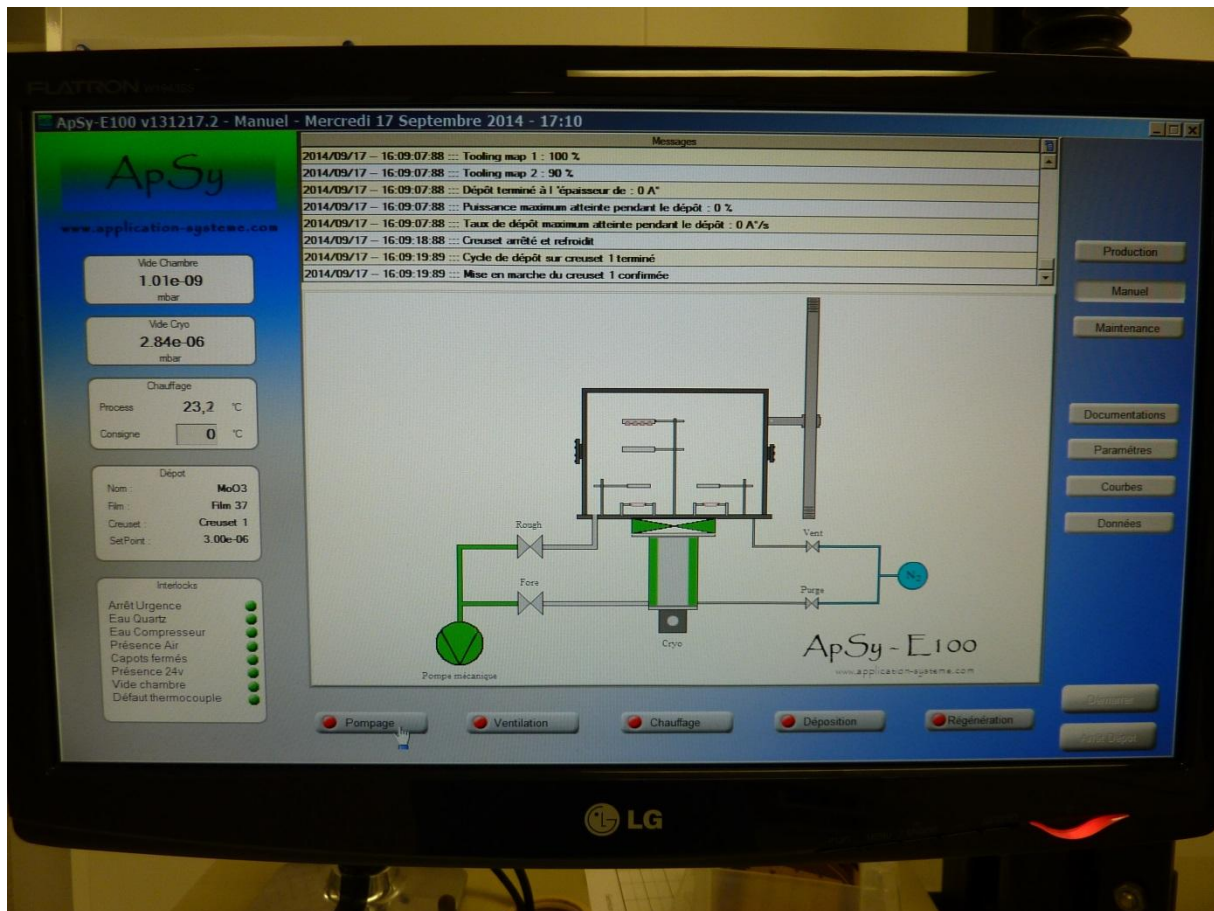 FLATRON
ApSy-E100 v131217.2 - Manuel - Mercredi 17 Septembre 2014 - 17:10
ApSy
www.application-systeme.com
Messages
2014/09/17 -- 16:09:07:88 ::: Tooling map 1 : 100 %
2014/09/17 -- 16:09:07:88 ::: Tooling map 2 : 90 %
2014/09/17 -- 16:09:07:88 ::: Dépôt terminé à l 'épaisseur de : 0 A°
2014/09/17 -- 16:09:07:88 ::: Puissance maximum atteinte pendant le dépôt : 0 %
2014/09/17 -- 16:09:07:88 ::: Taux de dépôt maximum atteinte pendant le dépôt : 0 A°/s
2014/09/17 -- 16:09:18:88 ::: Creuset arrêté et refroidit
2014/09/17 -- 16:09:19:89 ::: Cycle de dépôt sur creuset 1 terminé
2014/09/17 -- 16:09:19:89 ::: Mise en marche du creuset 1 confirmée
Vide Chambre
1.01e-09
mbar
Vide Cryo
2.84e-06
mbar
Chauffage
Process 23,2 °C
Consigne 0 °C
Dépot
Nom : MoO3
Film : Film 37
Creuset : Creuset 1
SetPoint : 3.00e-06
Interlocks
Arrêt Urgence
Eau Quartz
Eau Compresseur
Présence Air
Capots fermés
Présence 24v
Vide chambre
Défaut thermocouple
Rough
Fore
Vent
Purge
N2
Cryo
Pompe mécanique
ApSy - E100
www.application-systeme.com
Production
Manuel
Maintenance
Documentations
Paramètres
Courbes
Données
Démarrer
Arrêt Dépôt
Pompage
Ventilation
Chauffage
Déposition
Régénération
LG